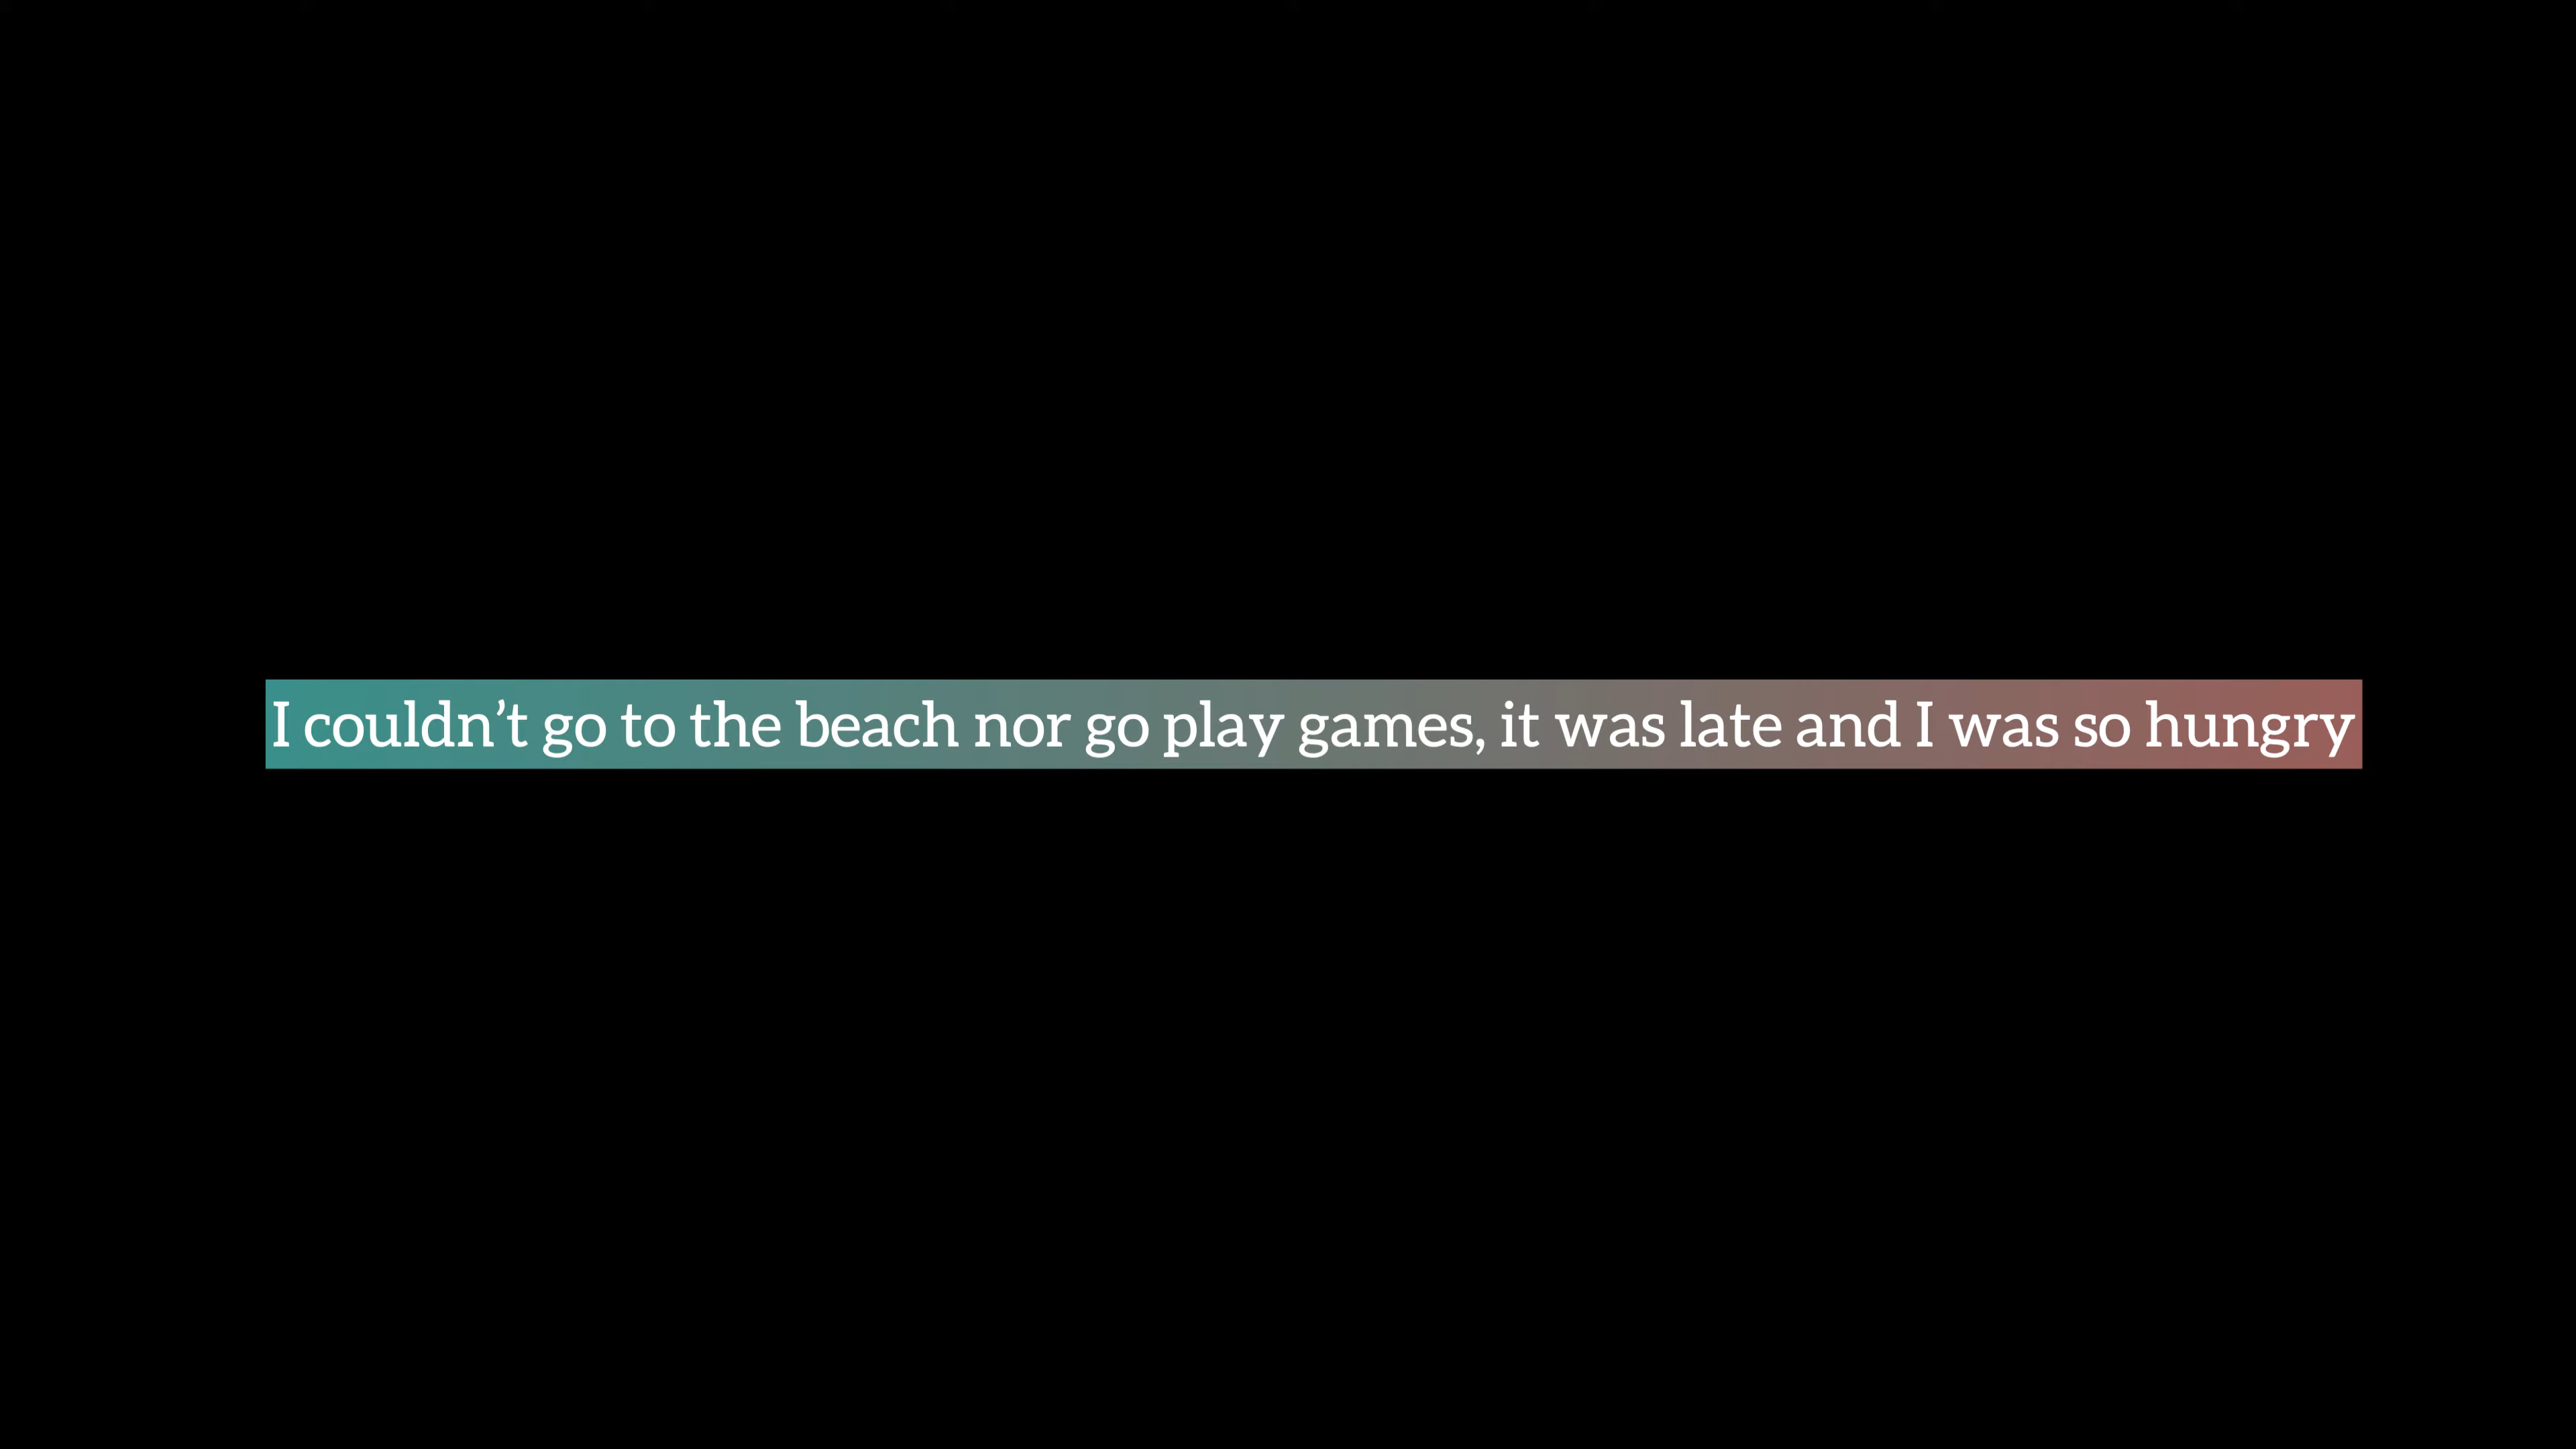 I couldn’t go to the beach nor go play games, it was late and I was so hungry